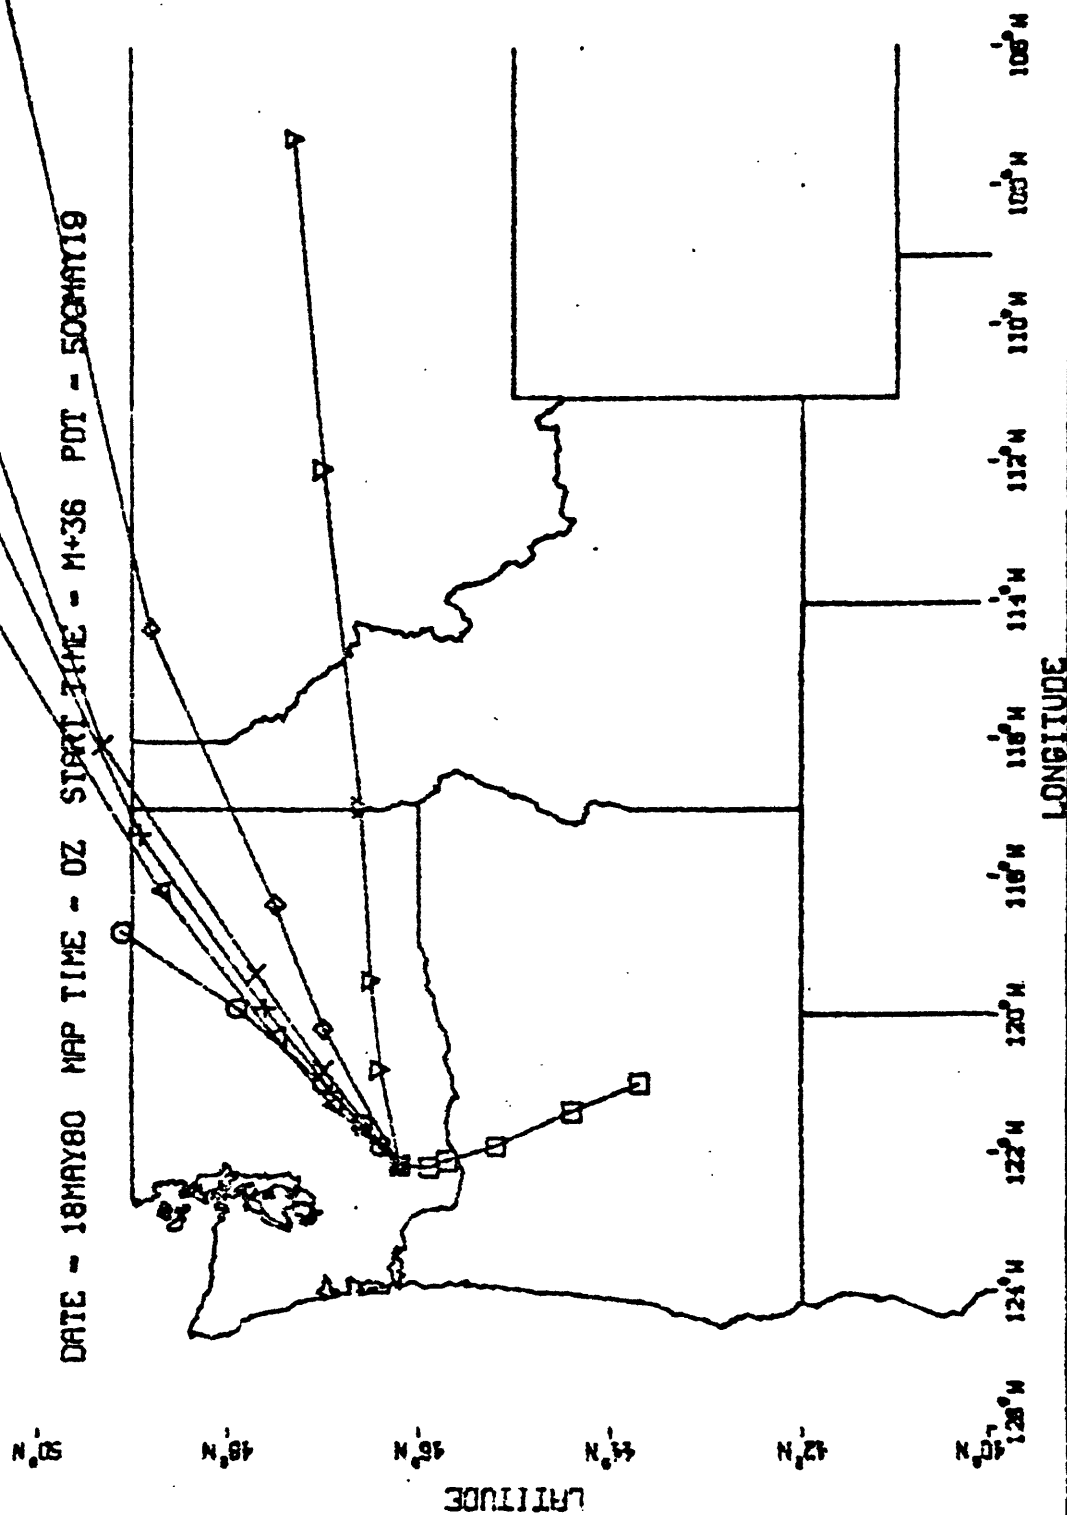 DATE = 18MAY80 MAP TIME = 0Z START TIME = M+36 PDT = 500MAY19
LATITUDE
50°N
48°N
46°N
44°N
42°N
40°N
126°W
124°W
122°W
120°W
118°W
116°W
114°W
112°W
110°W
108°W
106°W
LONGITUDE